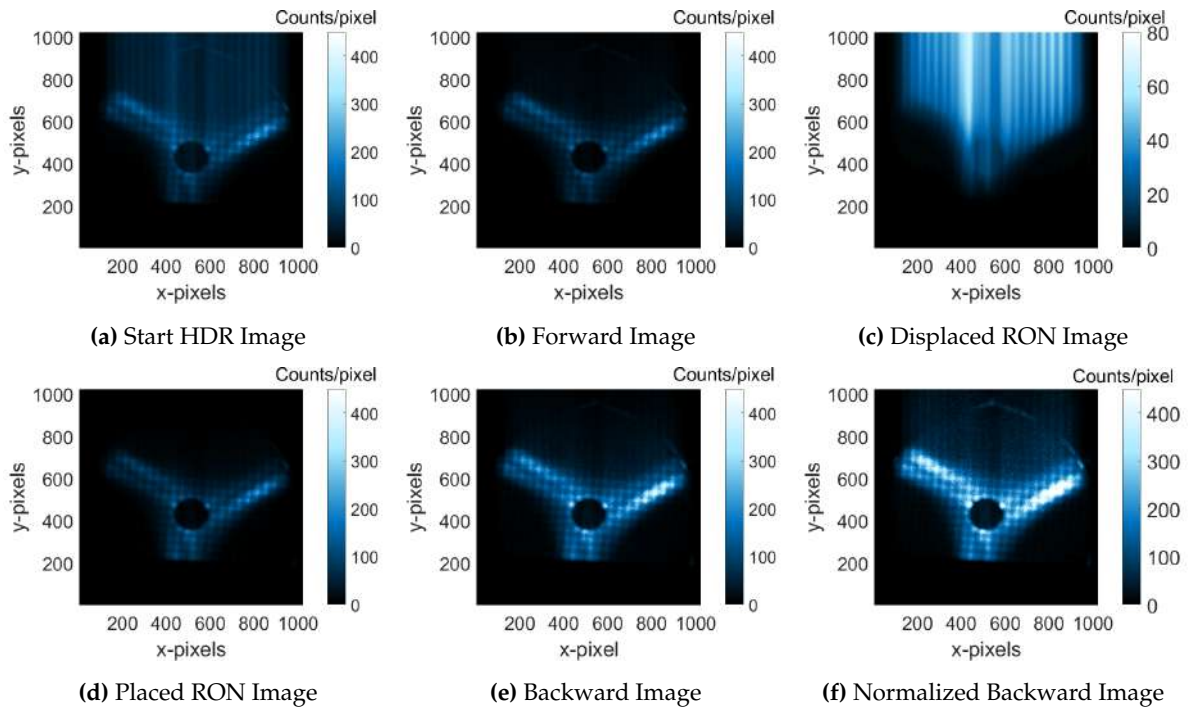 Counts/pixel Counts/pixel Counts/pixel
1000
800
600
400
200
y-pixels
400
300
200
100
0
200 400 600 800 1000
x-pixels
(a) Start HDR Image
1000
800
600
400
200
y-pixels
400
300
200
100
0
200 400 600 800 1000
x-pixels
(b) Forward Image
1000
800
600
400
200
y-pixels
80
60
40
20
0
200 400 600 800 1000
x-pixels
(c) Displaced RON Image
Counts/pixel Counts/pixel Counts/pixel
1000
800
600
400
200
y-pixels
400
300
200
100
0
200 400 600 800 1000
x-pixels
(d) Placed RON Image
1000
800
600
400
200
y-pixels
400
300
200
100
0
200 400 600 800 1000
x-pixel
(e) Backward Image
1000
800
600
400
200
y-pixels
400
300
200
100
0
200 400 600 800 1000
x-pixels
(f) Normalized Backward Image